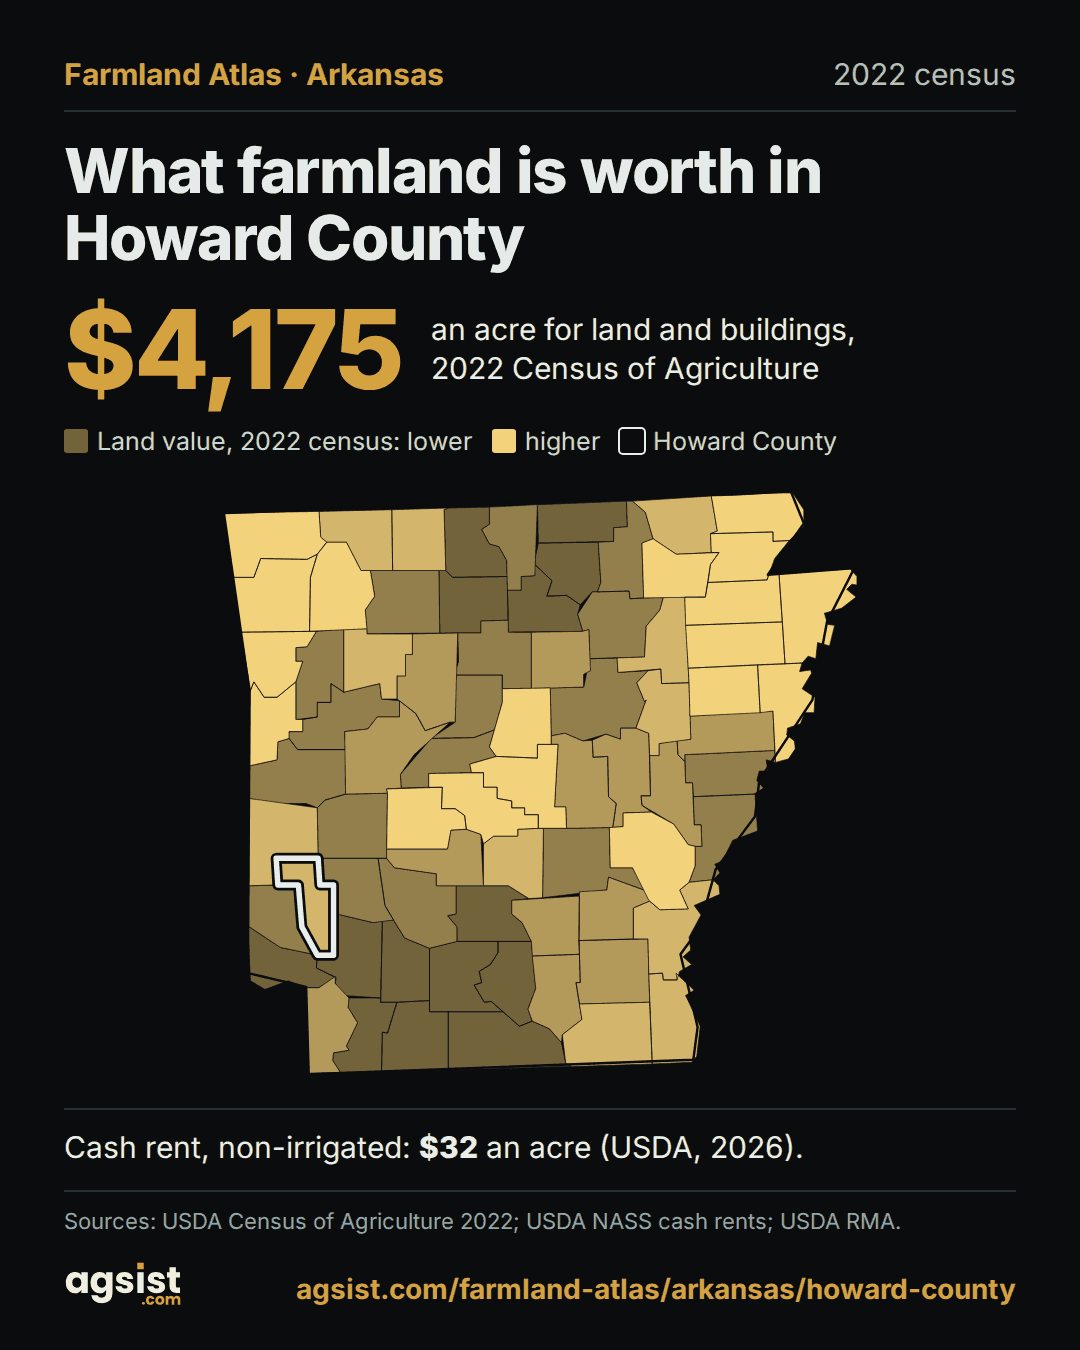 Farmland Atlas · Arkansas
2022 census
What farmland is worth in
Howard County
$4,175
an acre for land and buildings,
2022 Census of Agriculture
Land value, 2022 census: lower
higher
Howard County
Cash rent, non-irrigated: $32 an acre (USDA, 2026).
Sources: USDA Census of Agriculture 2022; USDA NASS cash rents; USDA RMA.
agsist
.com
agsist.com/farmland-atlas/arkansas/howard-county